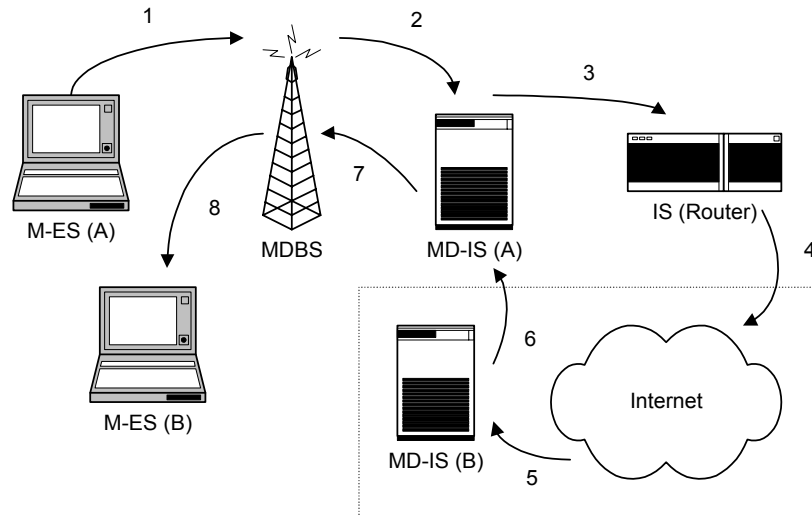 1
2
3
M-ES (A)
8
7
MDBS
MD-IS (A)
IS (Router)
4
6
M-ES (B)
Internet
MD-IS (B)
5